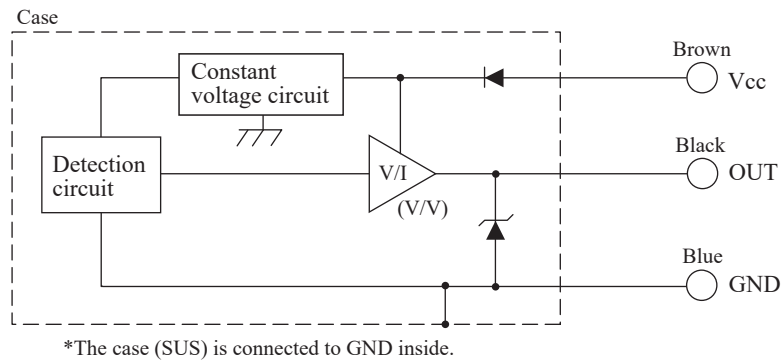 Case
Constant
voltage circuit
Brown
Vcc
Detection
circuit
V/I
(V/V)
Black
OUT
Blue
GND
*The case (SUS) is connected to GND inside.